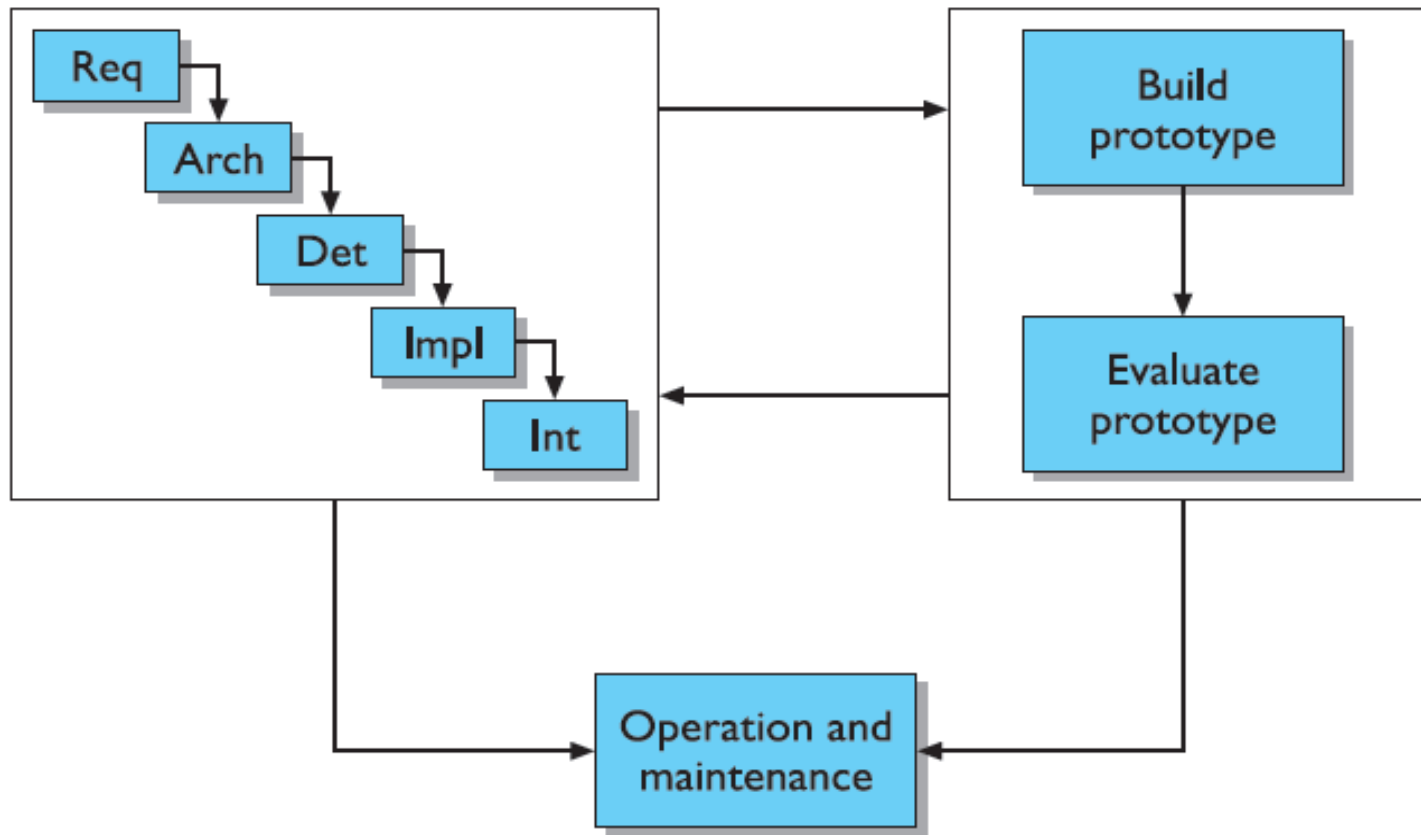 Req
Arch
Det
Impl
Int
Build
prototype
Evaluate
prototype
Operation and
maintenance